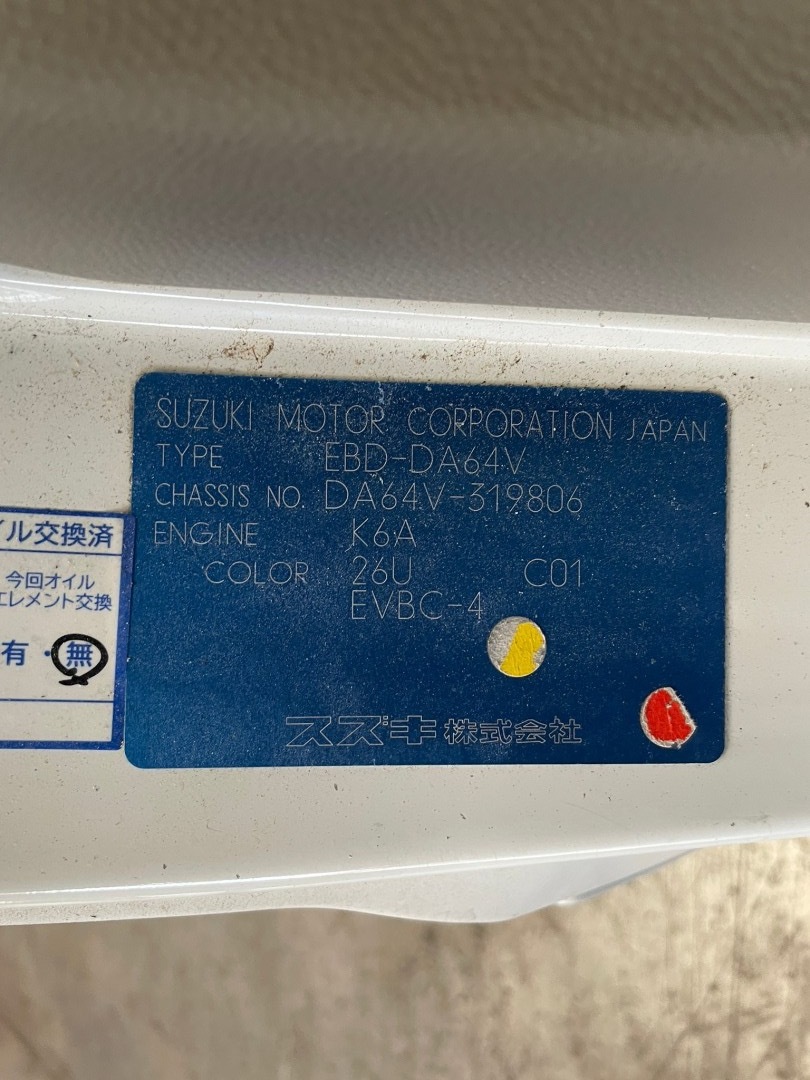 SUZUKI MOTOR CORPORATION JAPAN
TYPE EBD-DA64V
CHASSIS NO. DA64V-319806
ENGINE K6A
COLOR 26U C01
EVBC-4
スズキ株式会社
イル交換済
今回オイル
エレメント交換
有・無